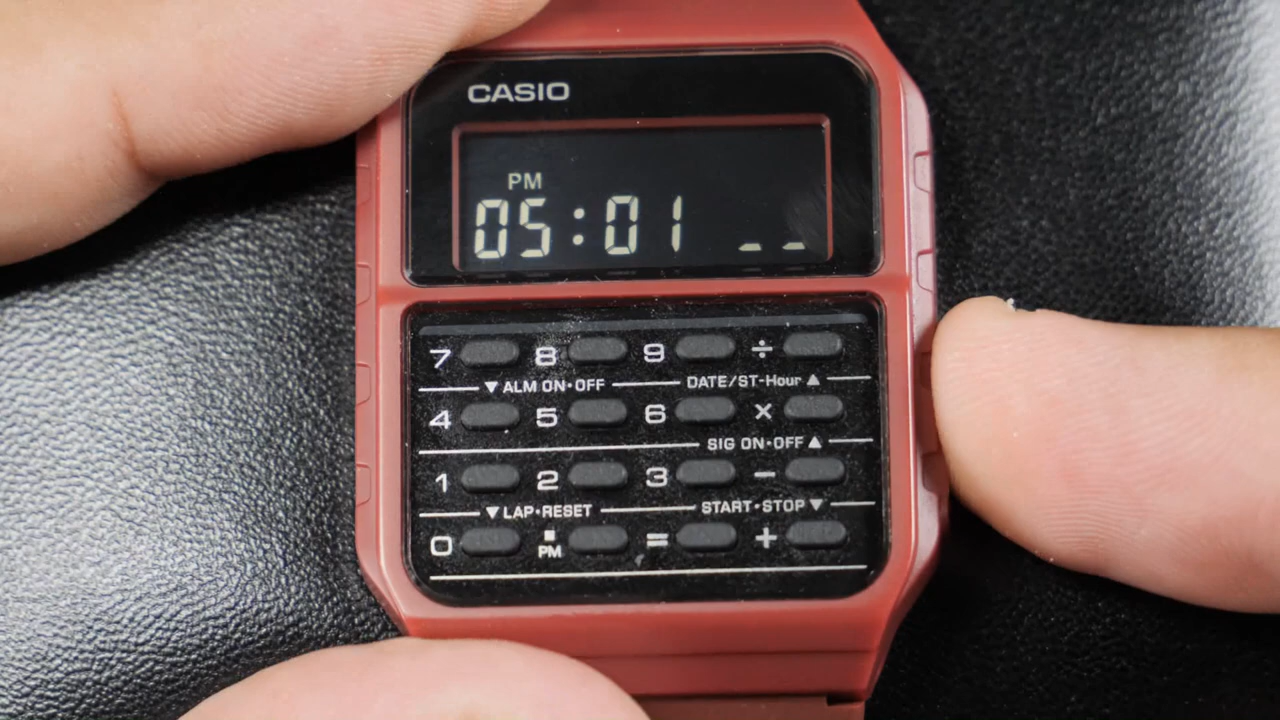 CASIO
PM
05:01 --
7 8 9 ÷
▼ ALM ON•OFF DATE/ST-Hour ▲
4 5 6 ×
SIG ON•OFF ▲
1 2 3 −
▼ LAP•RESET START•STOP ▼
0 ■ = +
PM